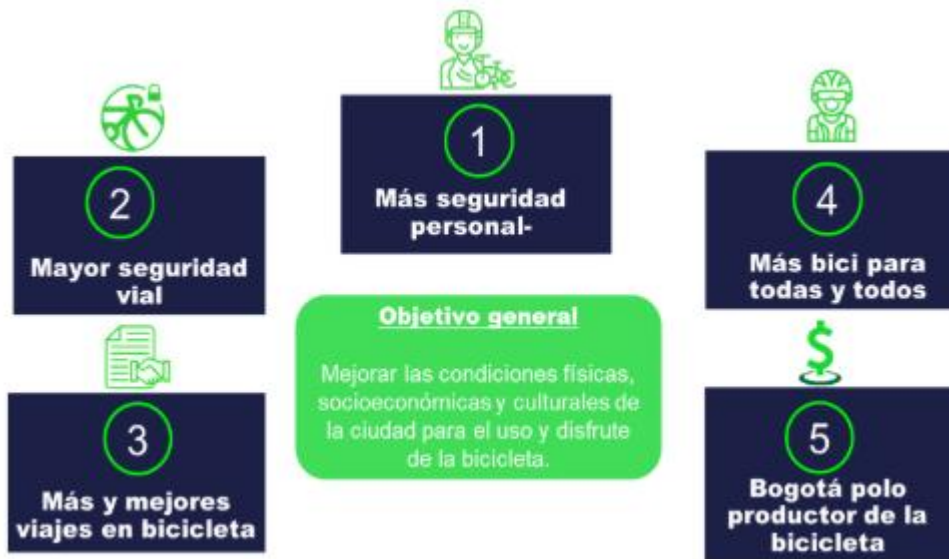 1
Más seguridad
personal-
2
Mayor seguridad
vial
3
Más y mejores
viajes en bicicleta
4
Más bici para
todas y todos
5
Bogotá polo
productor de la
bicicleta
Objetivo general
Mejorar las condiciones físicas,
socioeconómicas y culturales de
la ciudad para el uso y disfrute
de la bicicleta.